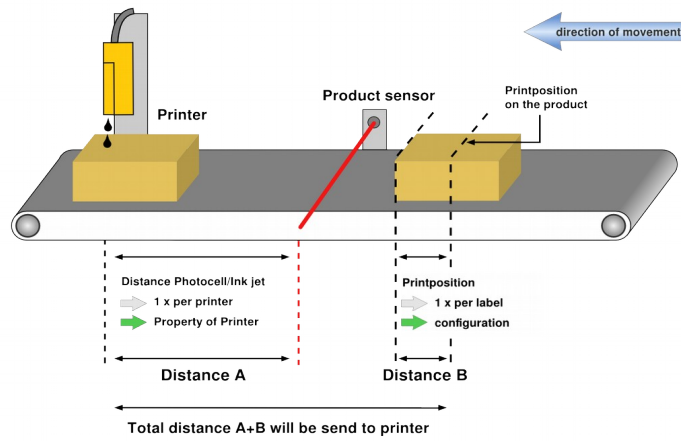 direction of movement
Printposition
on the product
Product sensor
Printer
Distance Photocell/Ink jet
1 x per printer
Property of Printer
Printposition
1 x per label
configuration
Distance A
Distance B
Total distance A+B will be send to printer